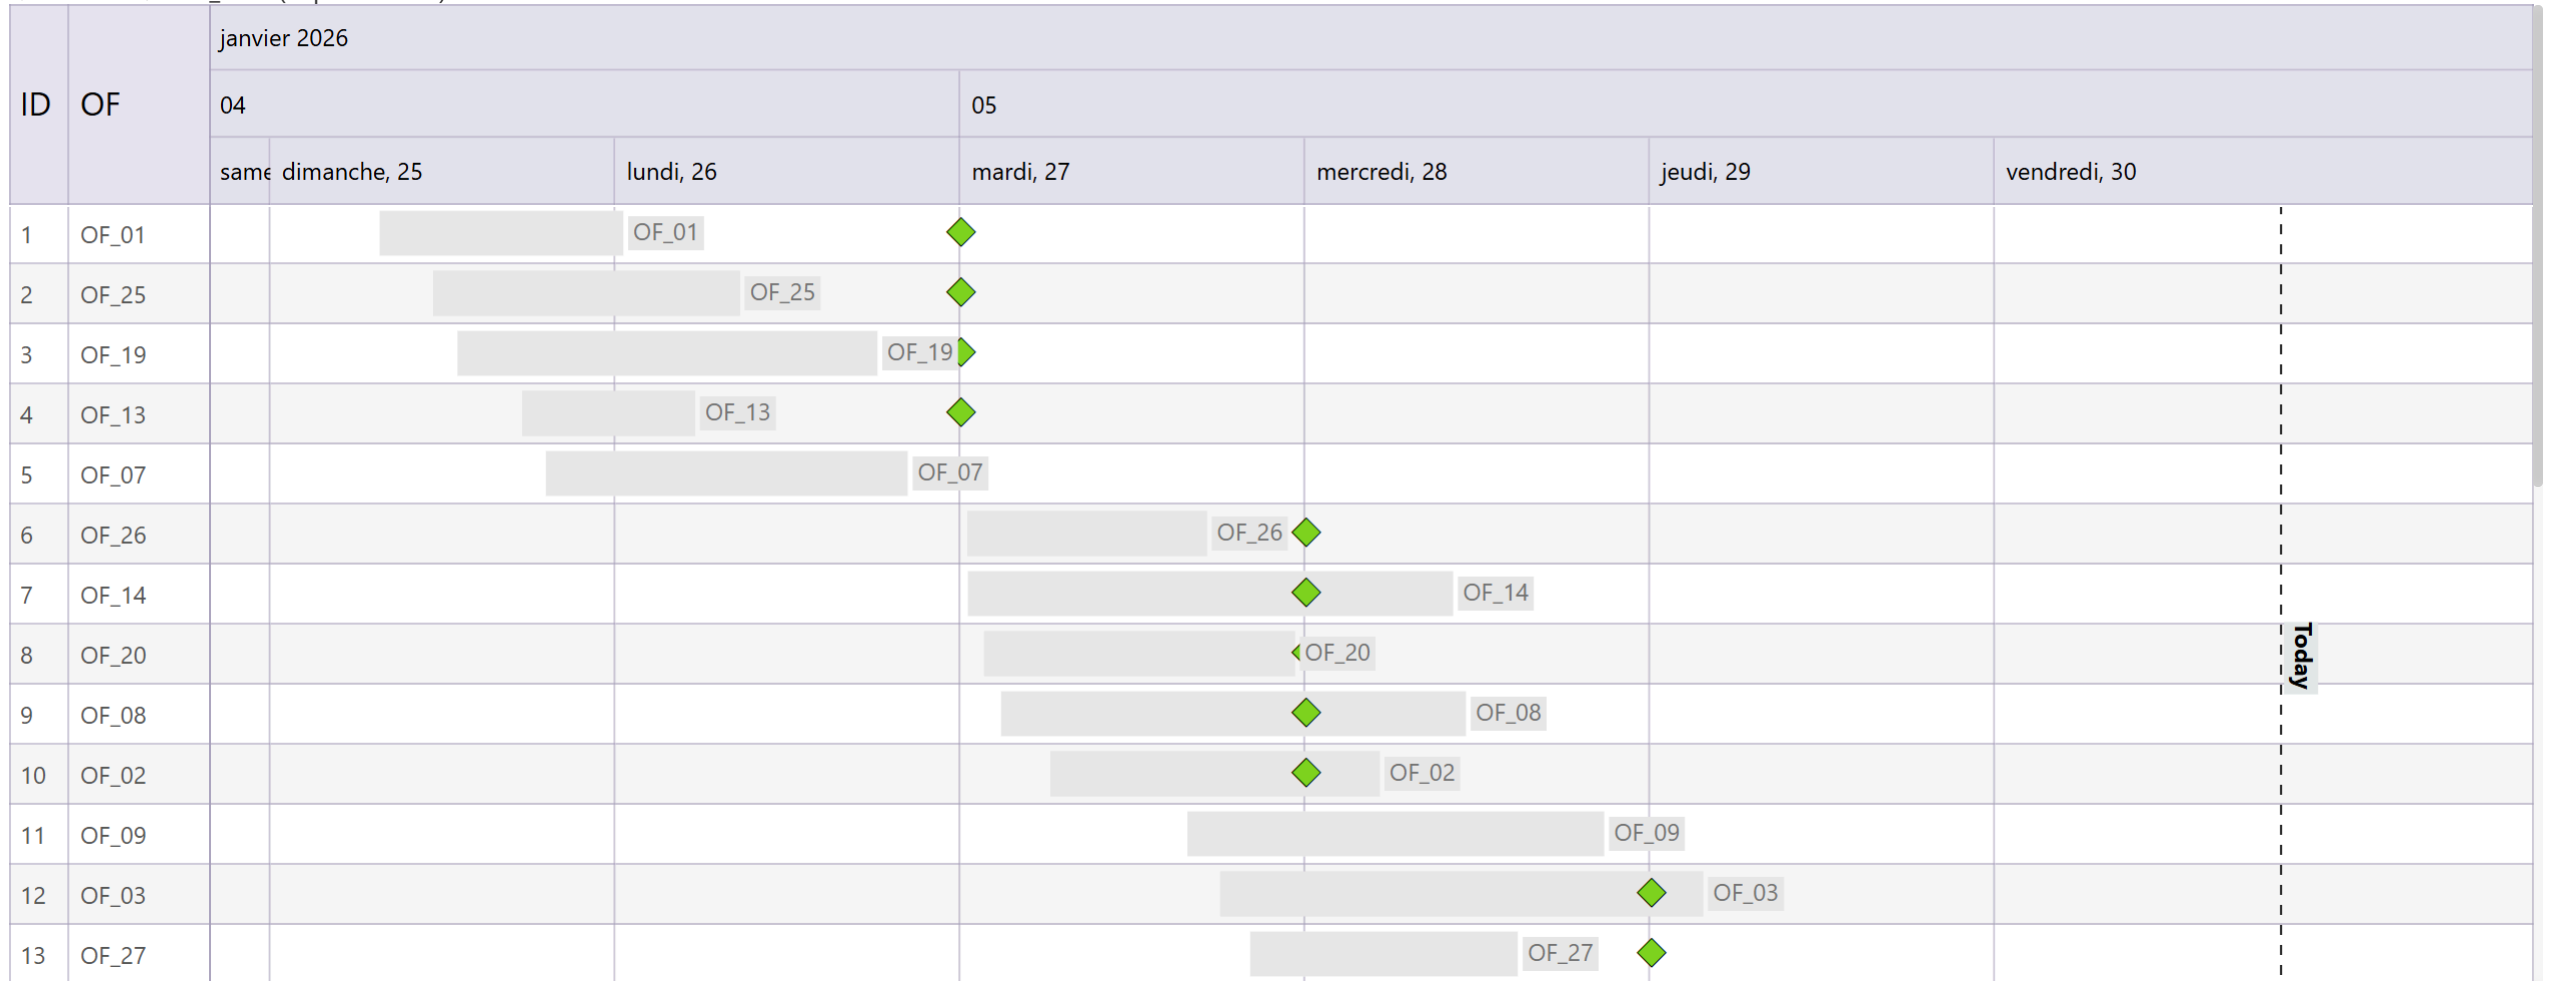 janvier 2026
ID OF 04 05
same dimanche, 25 lundi, 26 mardi, 27 mercredi, 28 jeudi, 29 vendredi, 30
1 OF_01 OF_01
2 OF_25 OF_25
3 OF_19 OF_19
4 OF_13 OF_13
5 OF_07 OF_07
6 OF_26 OF_26
7 OF_14 OF_14
8 OF_20 OF_20
Today
9 OF_08 OF_08
10 OF_02 OF_02
11 OF_09 OF_09
12 OF_03 OF_03
13 OF_27 OF_27